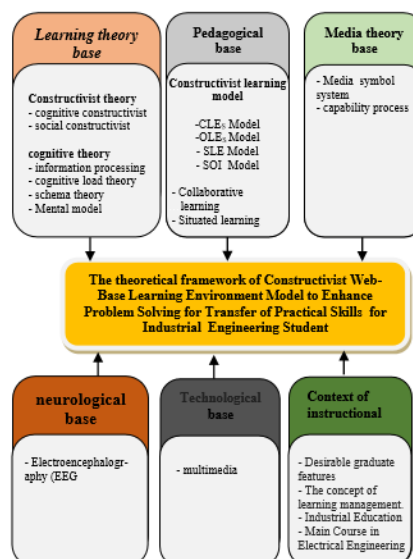 Learning theory
base
Constructivist theory
- cognitive constructivist
- social constructivist
cognitive theory
- information processing
- cognitive load theory
- schema theory
- Mental model
Pedagogical
base
Constructivist learning
model
-CLEs Model
-OLEs Model
- SLE Model
- SOI Model
- Collaborative
learning
- Situated learning
Media theory
base
- Media symbol
system
- capability process
The theoretical framework of Constructivist Web-
Base Learning Environment Model to Enhance
Problem Solving for Transfer of Practical Skills for
Industrial Engineering Student
neurological
base
- Electroencephalogr-
aphy (EEG
Technological
base
- multimedia
Context of
instructional
- Desirable graduate
features
- The concept of
learning management.
- Industrial Education
- Main Course in
Electrical Engineering